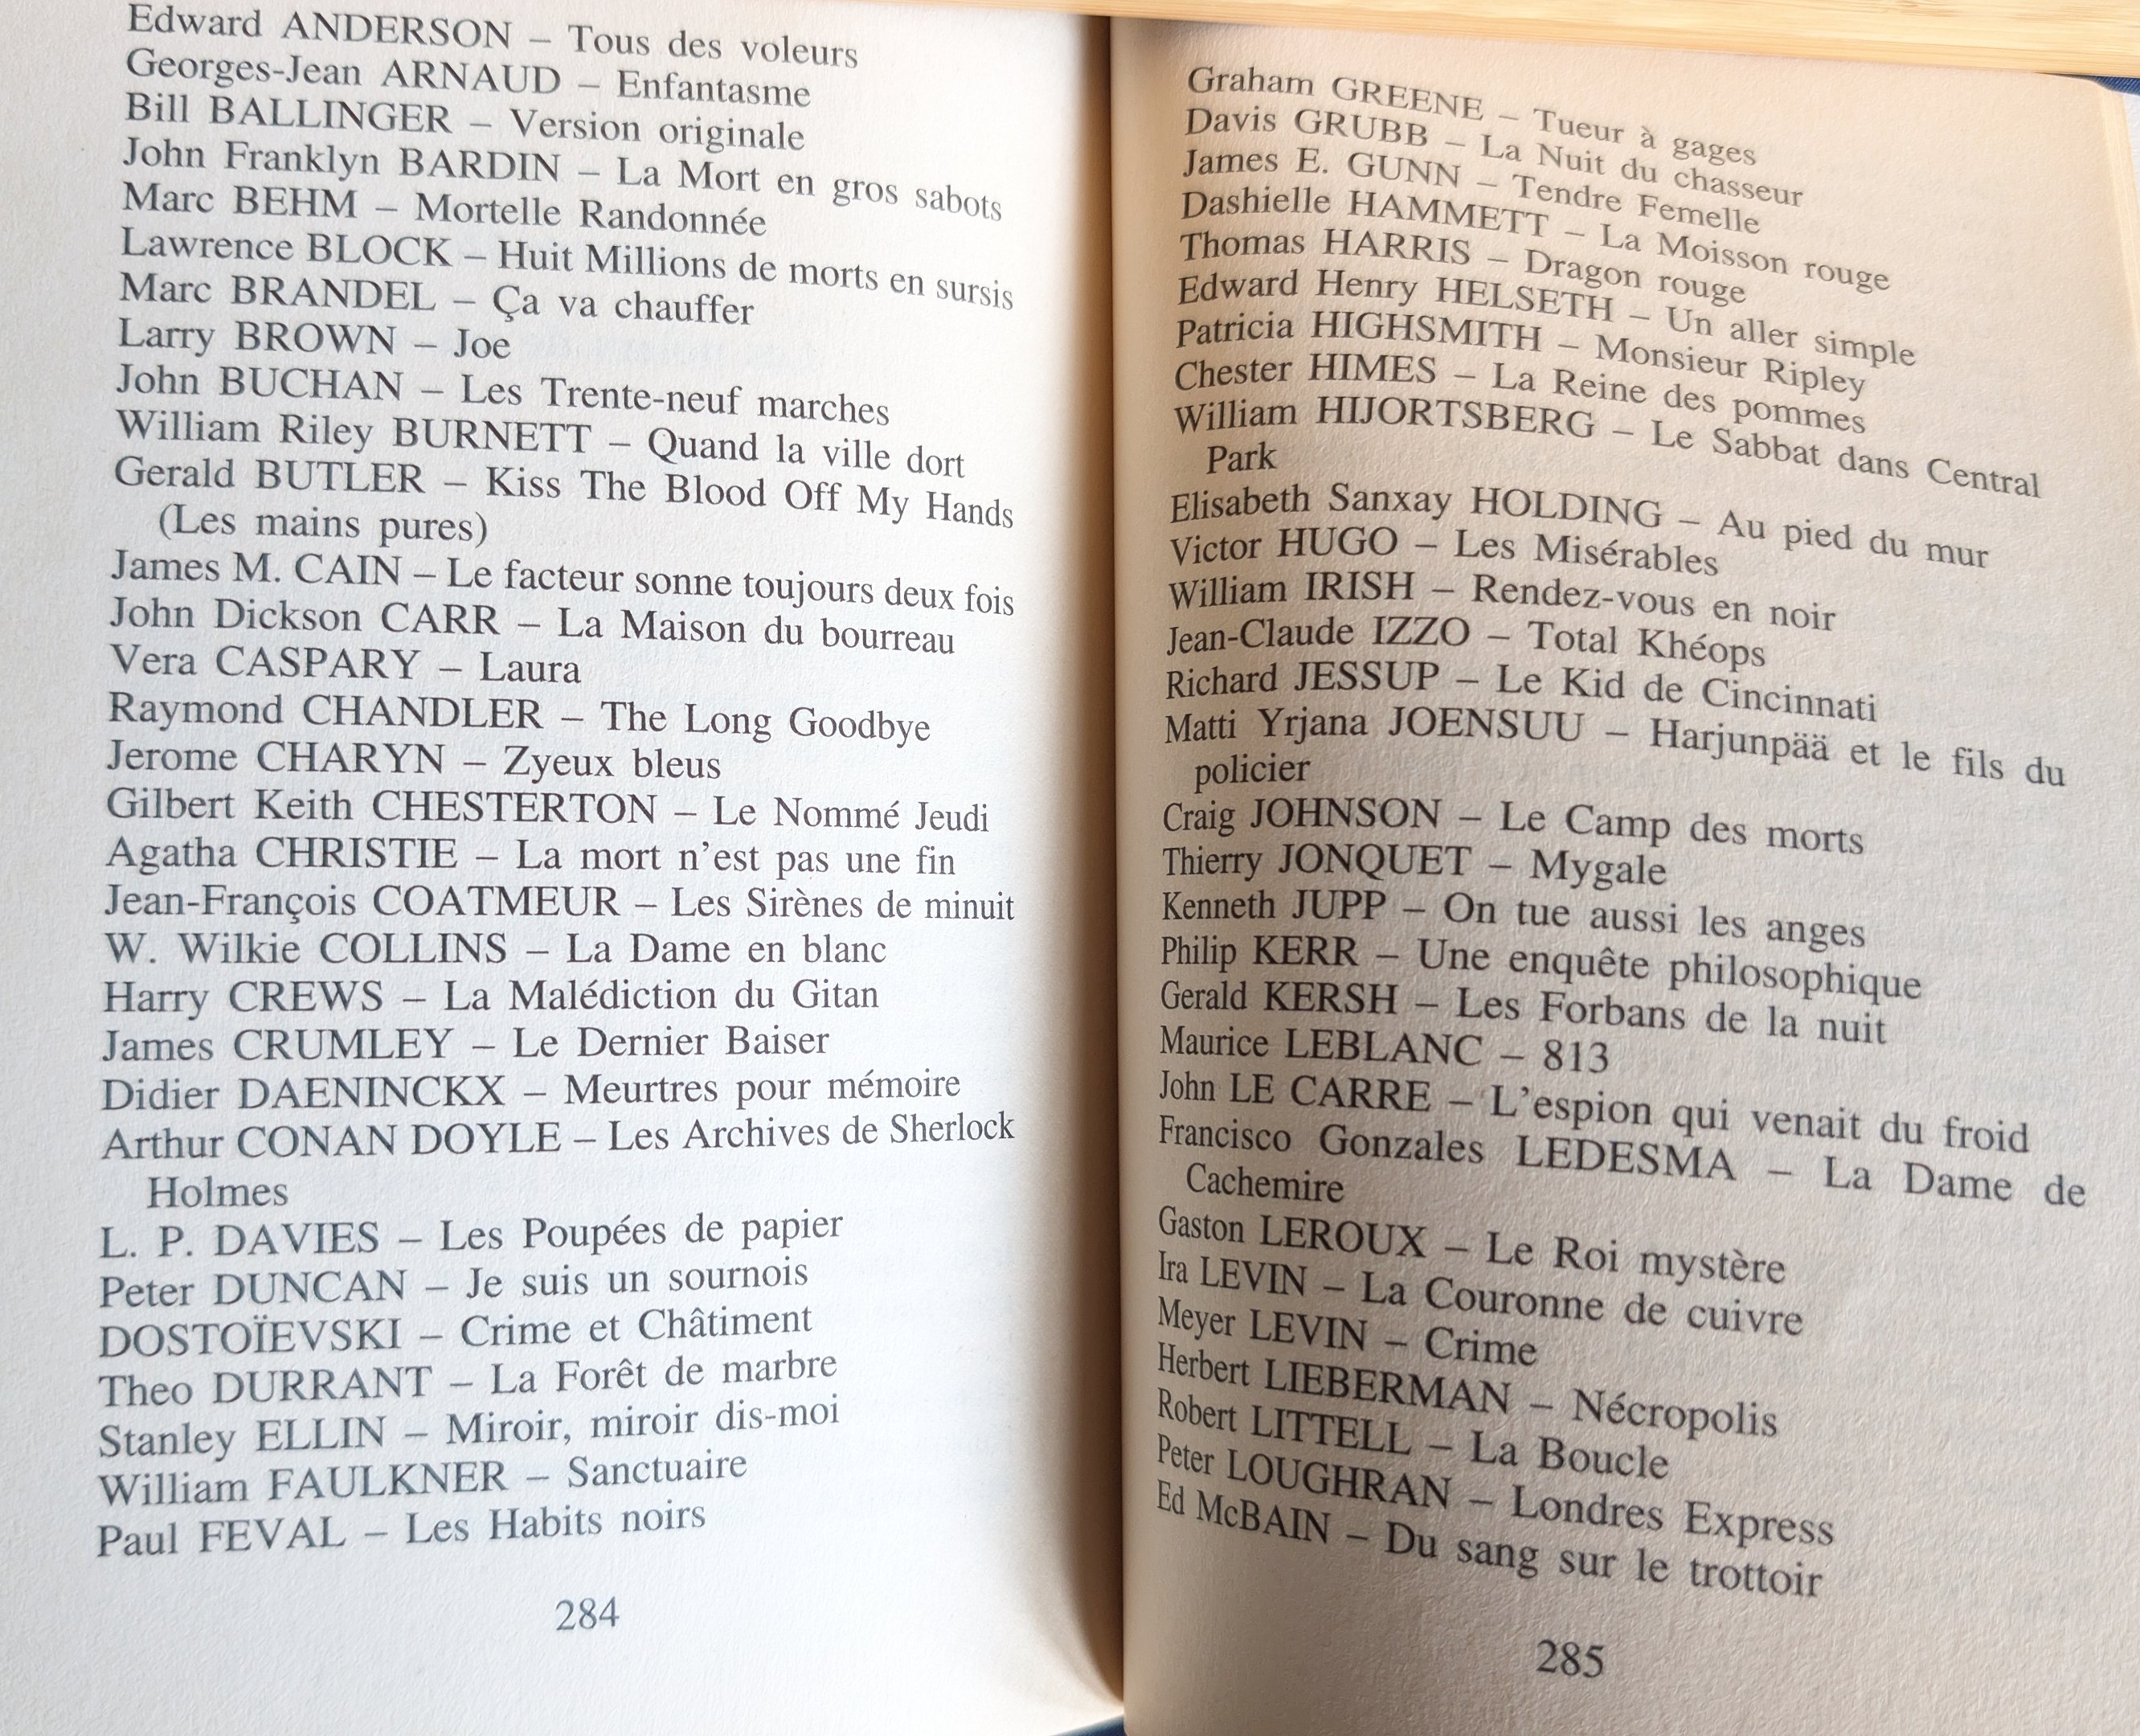 Edward ANDERSON – Tous des voleurs
Georges-Jean ARNAUD – Enfantasme
Bill BALLINGER – Version originale
John Franklyn BARDIN – La Mort en gros sabots
Marc BEHM – Mortelle Randonnée
Lawrence BLOCK – Huit Millions de morts en sursis
Marc BRANDEL – Ça va chauffer
Larry BROWN – Joe
John BUCHAN – Les Trente-neuf marches
William Riley BURNETT – Quand la ville dort
Gerald BUTLER – Kiss The Blood Off My Hands
(Les mains pures)
James M. CAIN – Le facteur sonne toujours deux fois
John Dickson CARR – La Maison du bourreau
Vera CASPARY – Laura
Raymond CHANDLER – The Long Goodbye
Jerome CHARYN – Zyeux bleus
Gilbert Keith CHESTERTON – Le Nommé Jeudi
Agatha CHRISTIE – La mort n'est pas une fin
Jean-François COATMEUR – Les Sirènes de minuit
W. Wilkie COLLINS – La Dame en blanc
Harry CREWS – La Malédiction du Gitan
James CRUMLEY – Le Dernier Baiser
Didier DAENINCKX – Meurtres pour mémoire
Arthur CONAN DOYLE – Les Archives de Sherlock
Holmes
L. P. DAVIES – Les Poupées de papier
Peter DUNCAN – Je suis un sournois
DOSTOÏEVSKI – Crime et Châtiment
Theo DURRANT – La Forêt de marbre
Stanley ELLIN – Miroir, miroir dis-moi
William FAULKNER – Sanctuaire
Paul FEVAL – Les Habits noirs
284
Graham GREENE – Tueur à gages
Davis GRUBB – La Nuit du chasseur
James E. GUNN – Tendre Femelle
Dashielle HAMMETT – La Moisson rouge
Thomas HARRIS – Dragon rouge
Edward Henry HELSETH – Un aller simple
Patricia HIGHSMITH – Monsieur Ripley
Chester HIMES – La Reine des pommes
William HIJORTSBERG – Le Sabbat dans Central
Park
Elisabeth Sanxay HOLDING – Au pied du mur
Victor HUGO – Les Misérables
William IRISH – Rendez-vous en noir
Jean-Claude IZZO – Total Khéops
Richard JESSUP – Le Kid de Cincinnati
Matti Yrjana JOENSUU – Harjunpää et le fils du
policier
Craig JOHNSON – Le Camp des morts
Thierry JONQUET – Mygale
Kenneth JUPP – On tue aussi les anges
Philip KERR – Une enquête philosophique
Gerald KERSH – Les Forbans de la nuit
Maurice LEBLANC – 813
John LE CARRE – L'espion qui venait du froid
Francisco Gonzales LEDESMA – La Dame de
Cachemire
Gaston LEROUX – Le Roi mystère
Ira LEVIN – La Couronne de cuivre
Meyer LEVIN – Crime
Herbert LIEBERMAN – Nécropolis
Robert LITTELL – La Boucle
Peter LOUGHRAN – Londres Express
Ed McBAIN – Du sang sur le trottoir
285